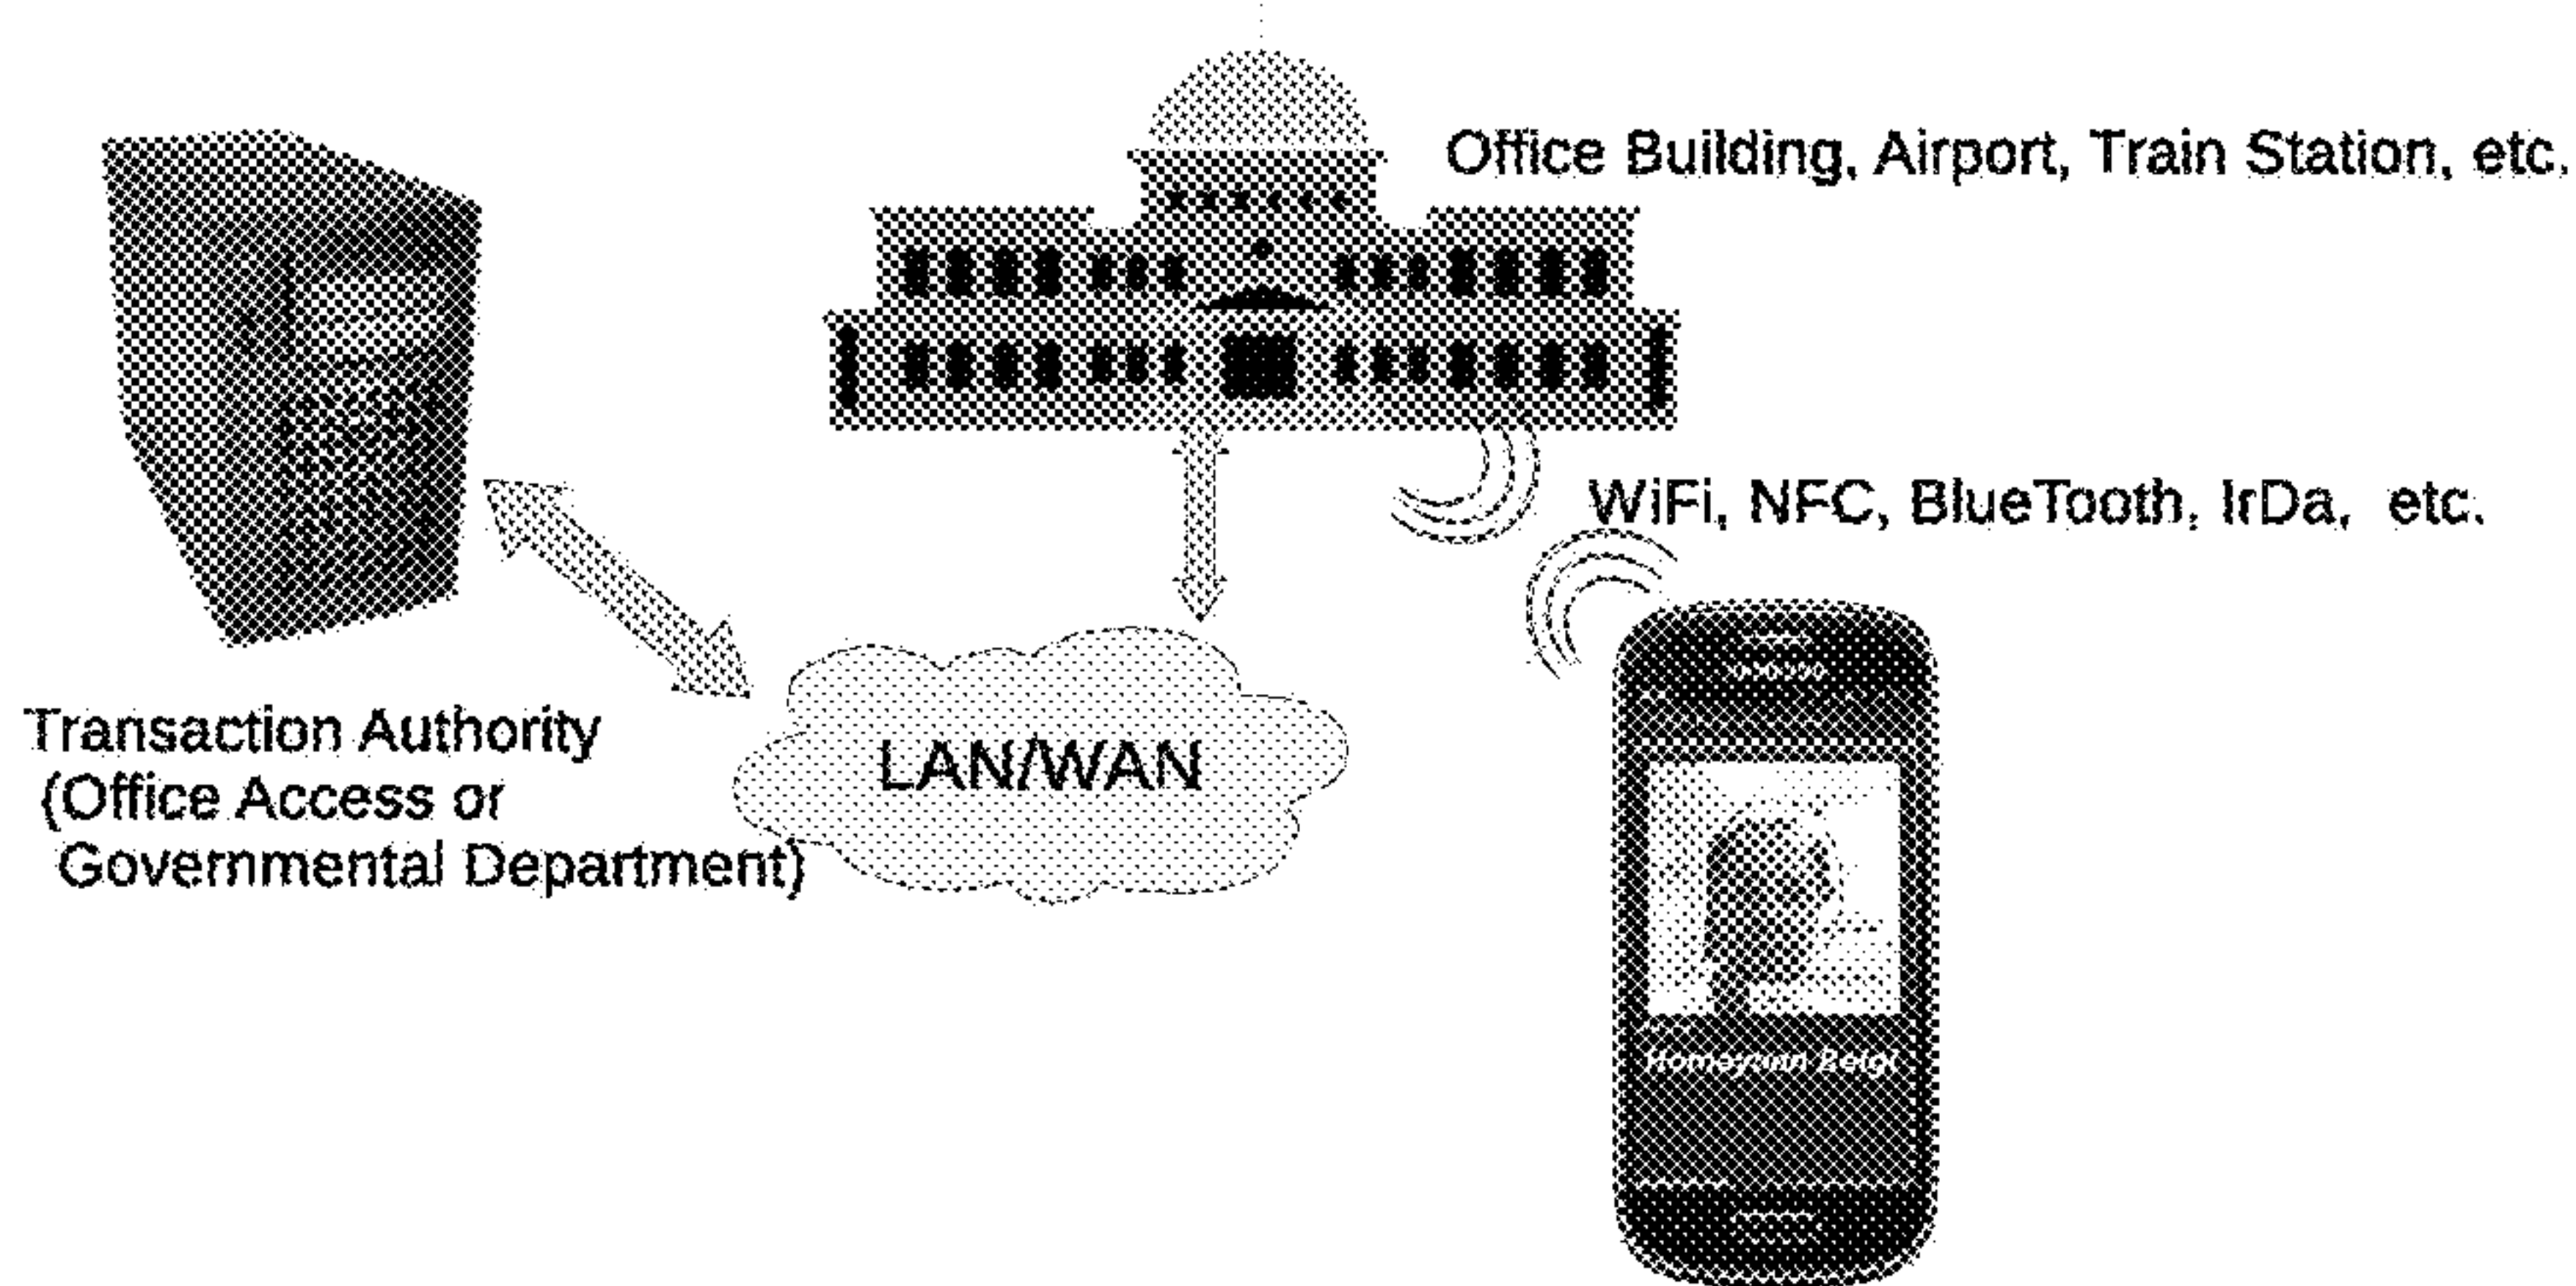 Office Building, Airport, Train Station, etc.
WiFi, NFC, BlueTooth, IrDa, etc.
Transaction Authority
(Office Access or
Governmental Department)
LAN/WAN